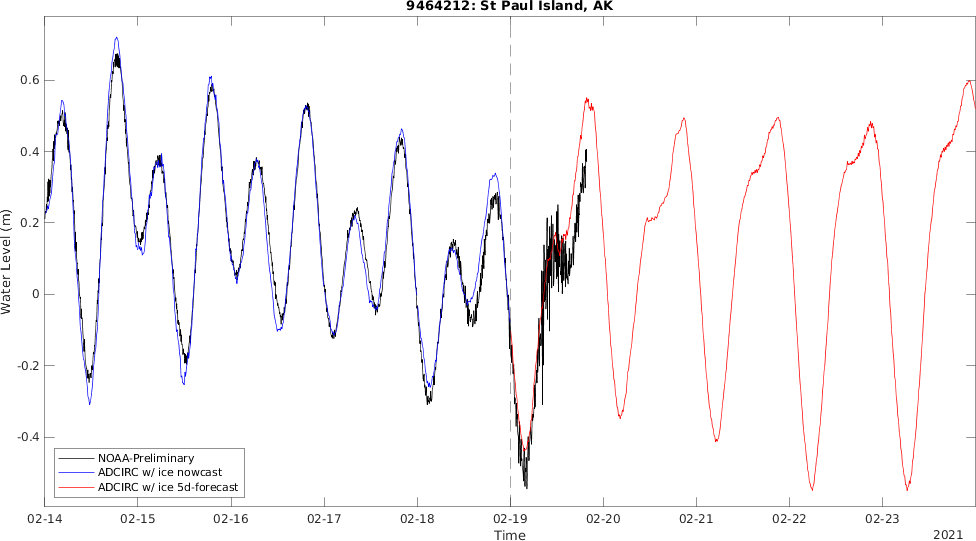 9464212: St Paul Island, AK
Water Level (m)
0.6
0.4
0.2
0
-0.2
-0.4
NOAA-Preliminary
ADCIRC w/ ice nowcast
ADCIRC w/ ice 5d-forecast
02-14 02-15 02-16 02-17 02-18 02-19 02-20 02-21 02-22 02-23
Time
2021